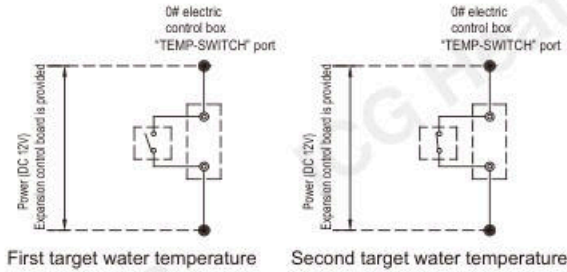 0# electric
control box
"TEMP-SWITCH" port
Power (DC 12V)
Expansion control board is provided
First target water temperature
0# electric
control box
"TEMP-SWITCH" port
Power (DC 12V)
Expansion control board is provided
Second target water temperature